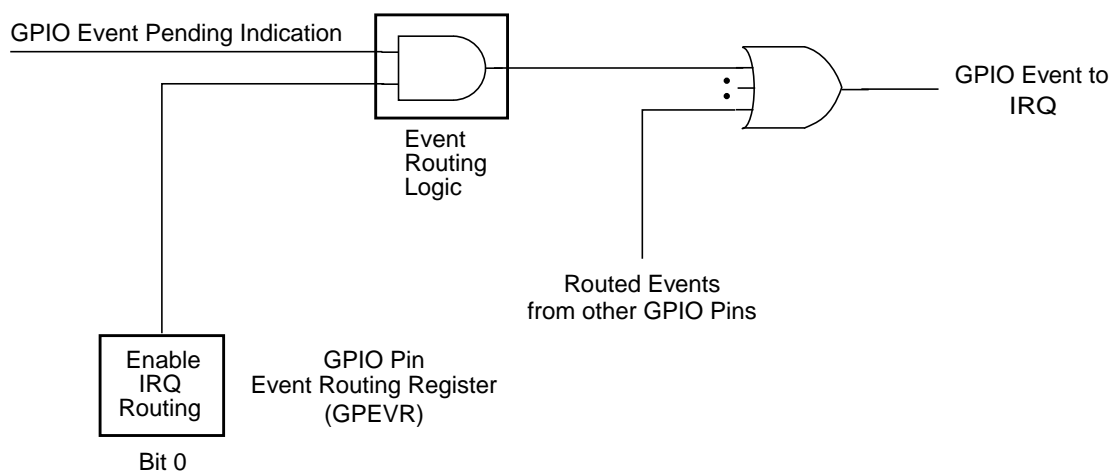 GPIO Event Pending Indication
GPIO Event to
IRQ
Event
Routing
Logic
Routed Events
from other GPIO Pins
Enable
IRQ
Routing
GPIO Pin
Event Routing Register
(GPEVR)
Bit 0